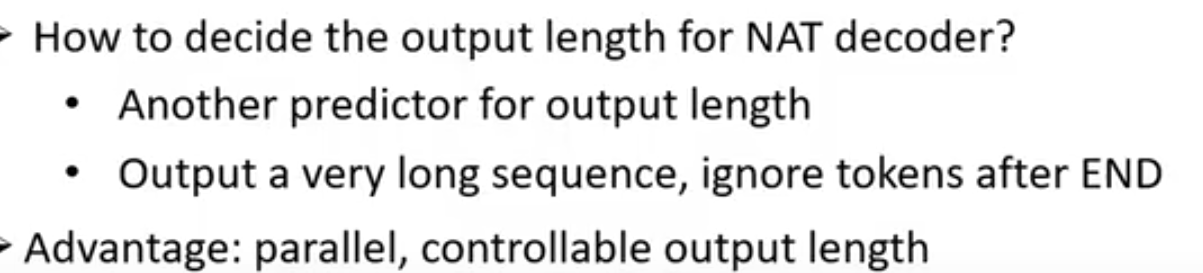 ➢ How to decide the output length for NAT decoder?
• Another predictor for output length
• Output a very long sequence, ignore tokens after END
➢ Advantage: parallel, controllable output length